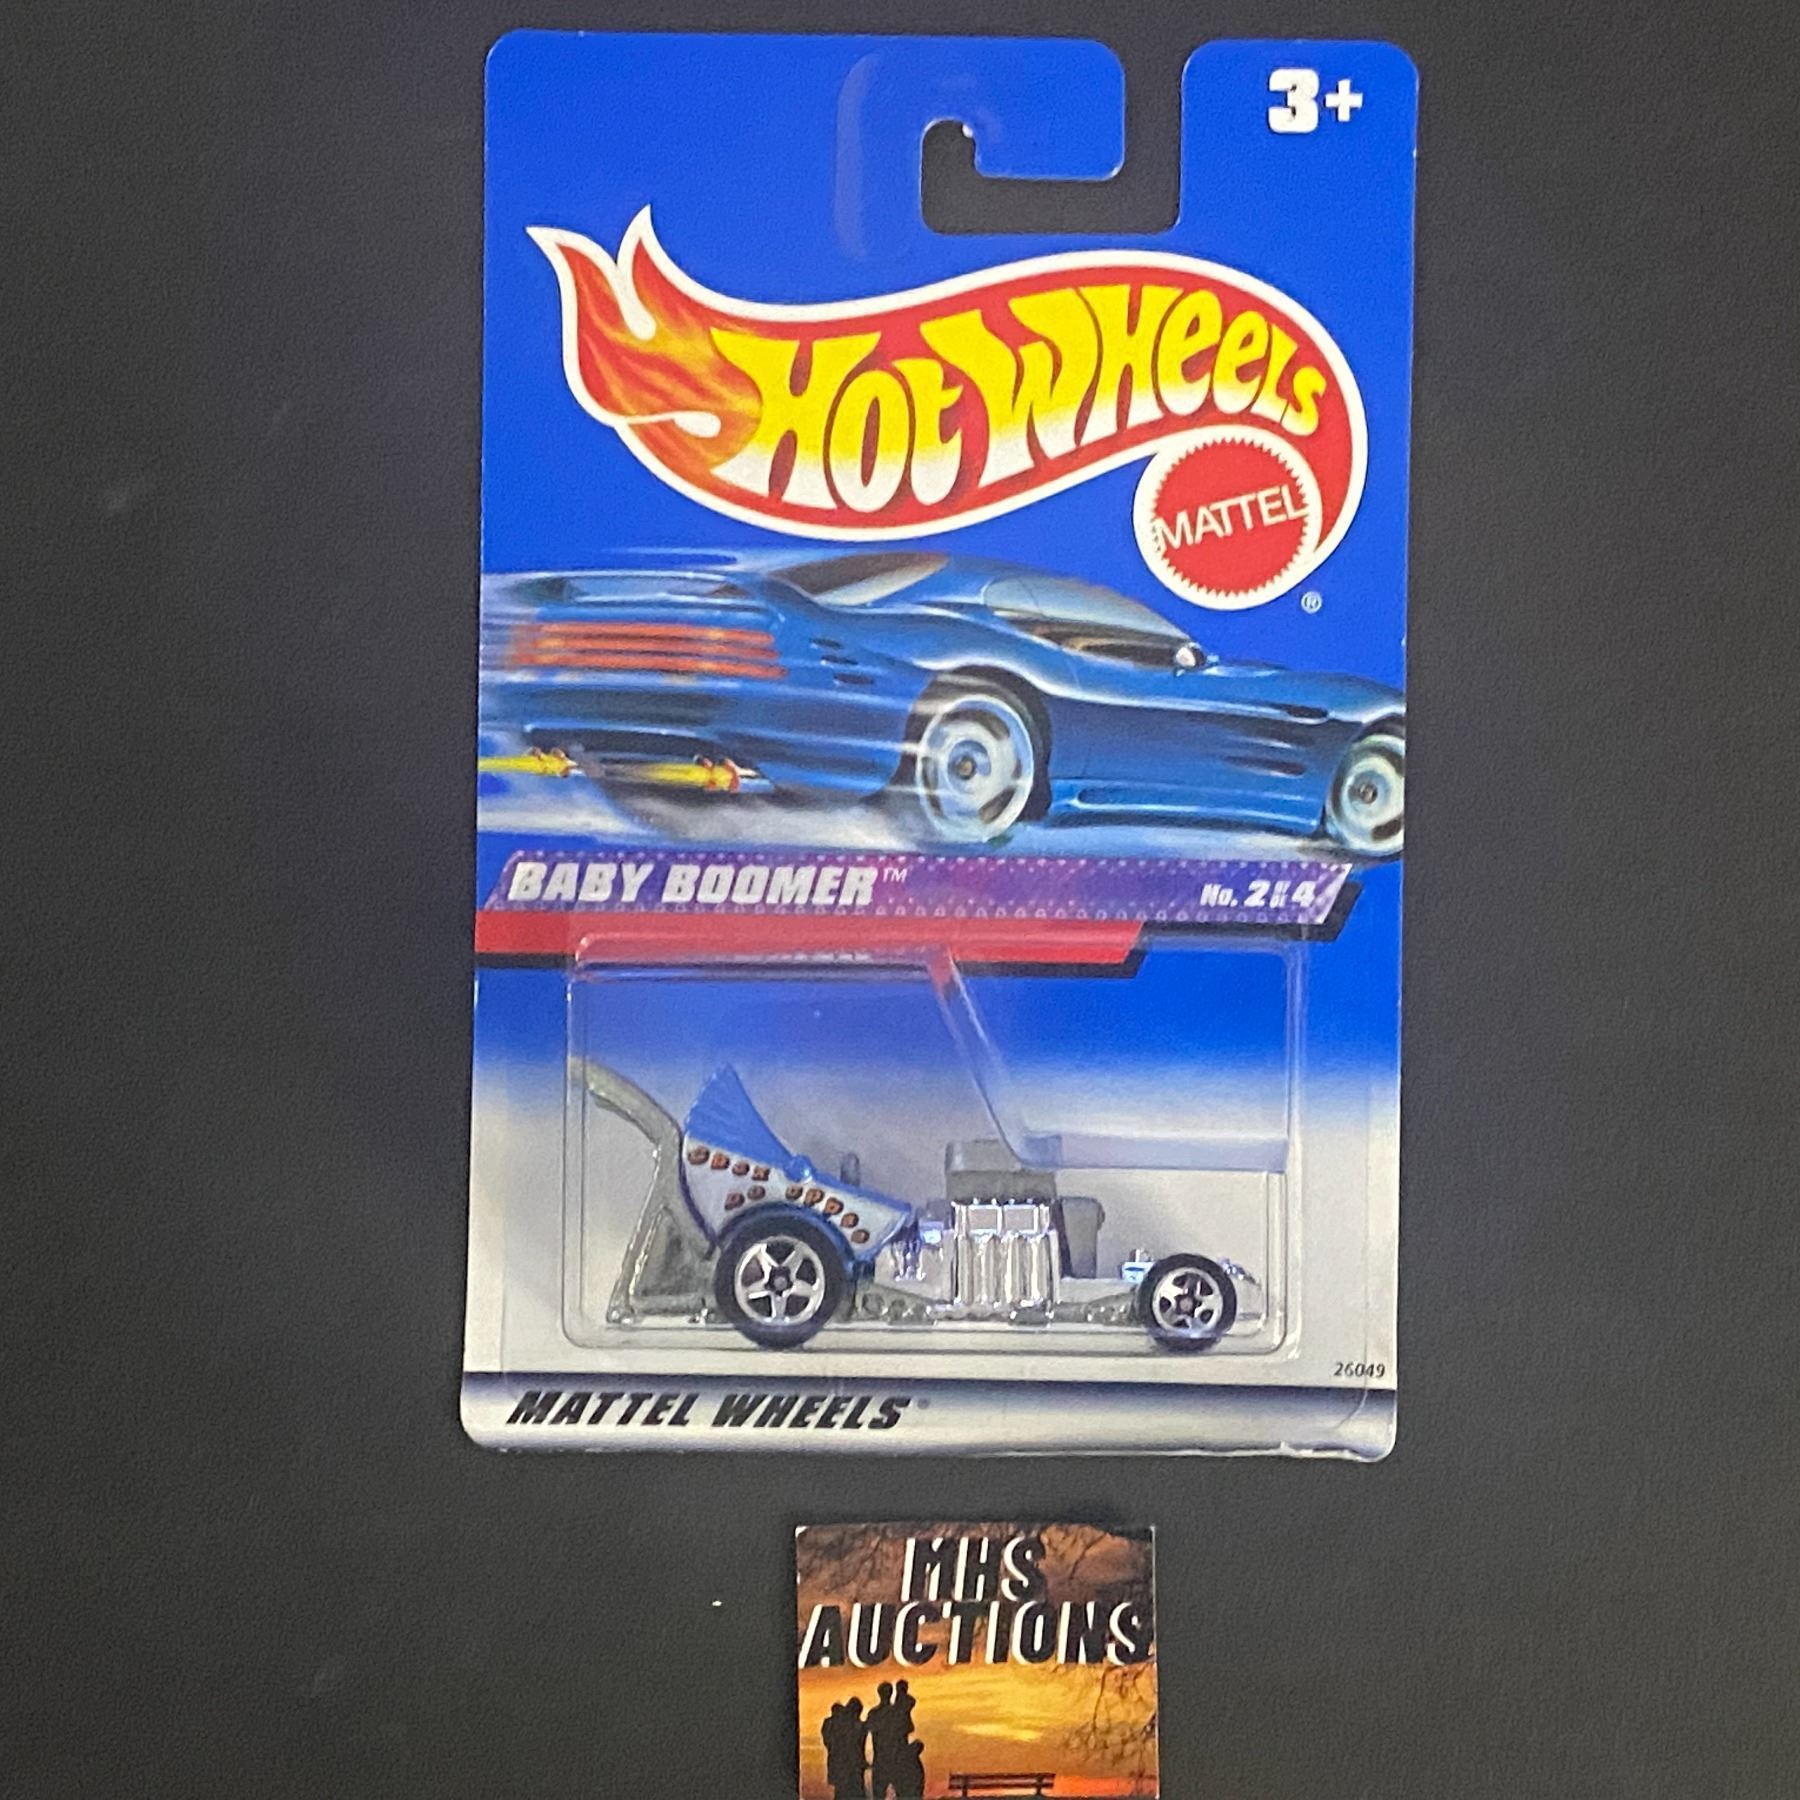 3+
Hot Wheels
MATTEL
®
BABY BOOMER™
No. 2 OF 4
26049
MATTEL WHEELS
MHS
AUCTIONS